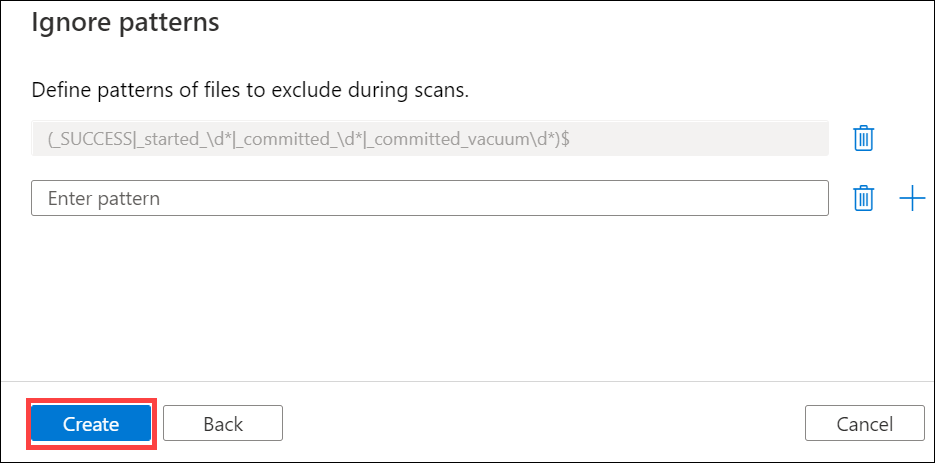 Ignore patterns
Define patterns of files to exclude during scans.
(_SUCCESS|_started_\d*|_committed_\d*|_committed_vacuum\d*)$
Enter pattern
Create
Back
Cancel